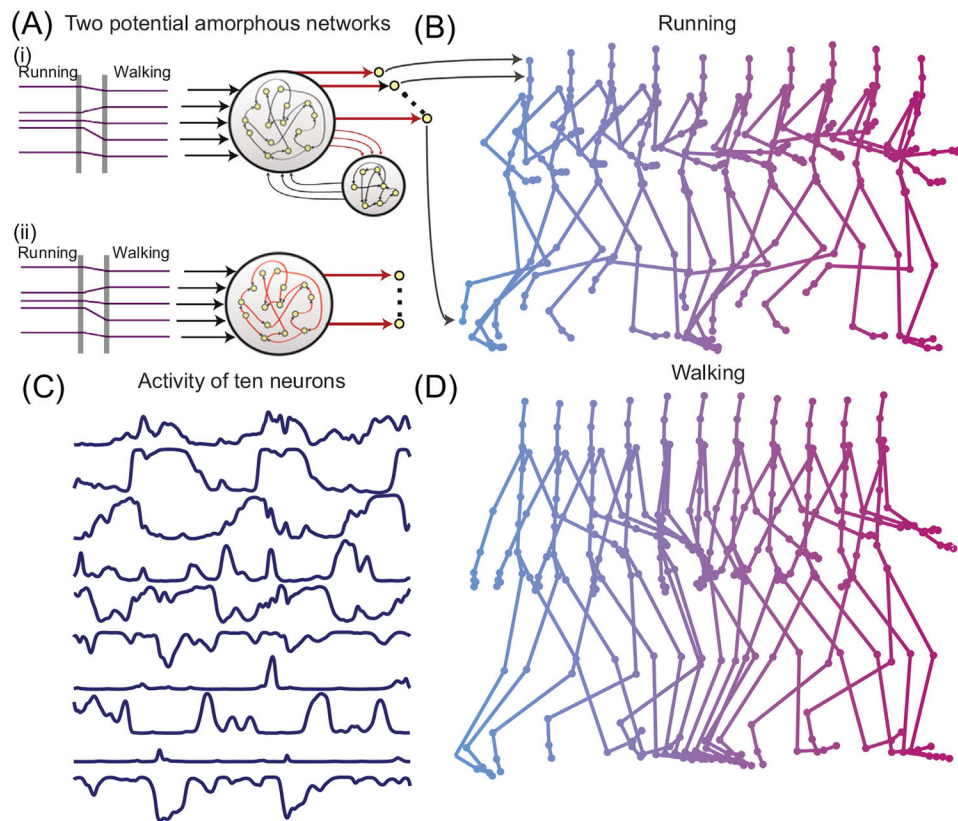 (A) Two potential amorphous networks
(i)
Running Walking
(ii)
Running Walking
(B) Running
(C) Activity of ten neurons
(D) Walking